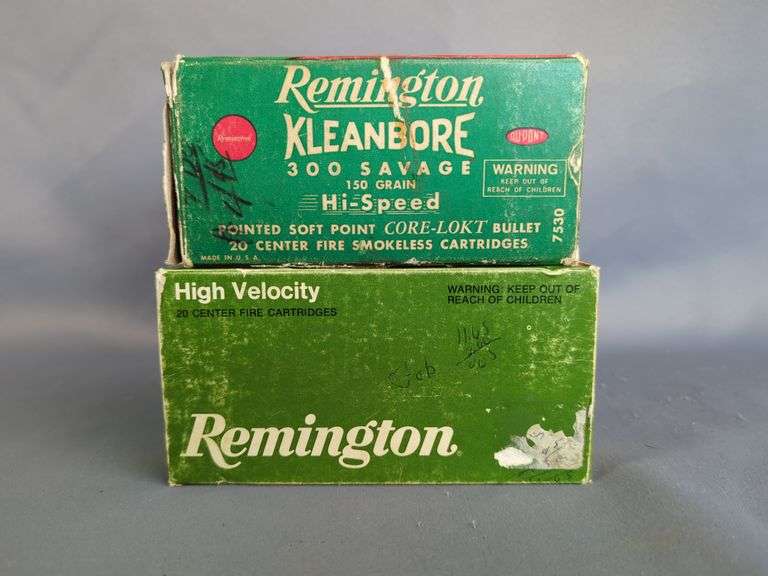 Remington
KLEANBORE
Remington
DUPONT
300 SAVAGE
150 GRAIN
Hi-Speed
WARNING
KEEP OUT OF
REACH OF CHILDREN
POINTED SOFT POINT CORE-LOKT BULLET
20 CENTER FIRE SMOKELESS CARTRIDGES
7530
MADE IN U.S.A.
High Velocity
20 CENTER FIRE CARTRIDGES
WARNING: KEEP OUT OF
REACH OF CHILDREN
Remington